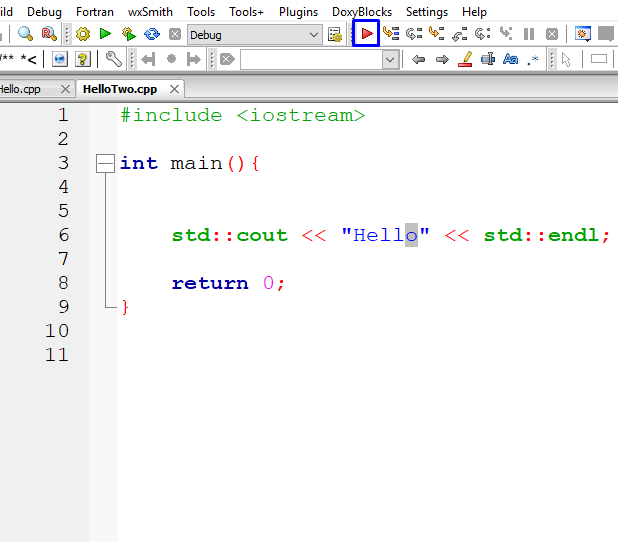 ild Debug Fortran wxSmith Tools Tools+ Plugins DoxyBlocks Settings Help
Debug
/** *<
Hello.cpp HelloTwo.cpp
1 #include <iostream>
2
3 int main(){
4
5
6 std::cout << "Hello" << std::endl;
7
8 return 0;
9 }
10
11